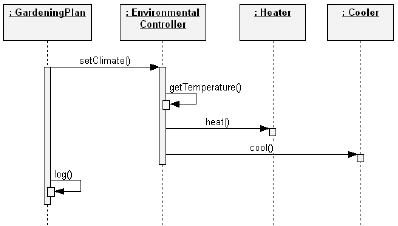 : GardeningPlan
: Environmental
Controller
: Heater
: Cooler
setClimate()
getTemperature()
heat()
cool()
log()